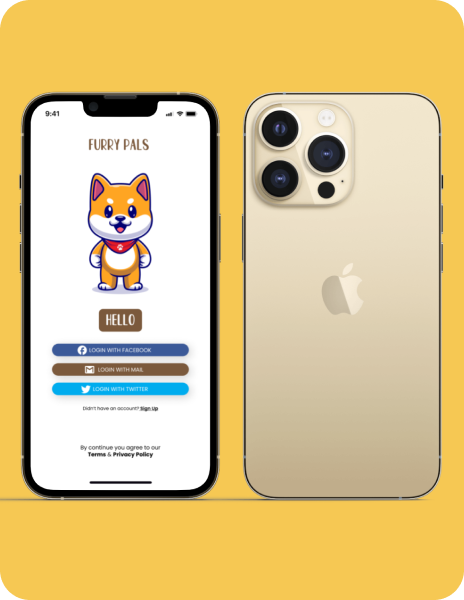 9:41
FURRY PALS
HELLO
LOGIN WITH FACEBOOK
LOGIN WITH MAIL
LOGIN WITH TWITTER
Didn't have an account? Sign Up
By continue you agree to our
Terms & Privacy Policy